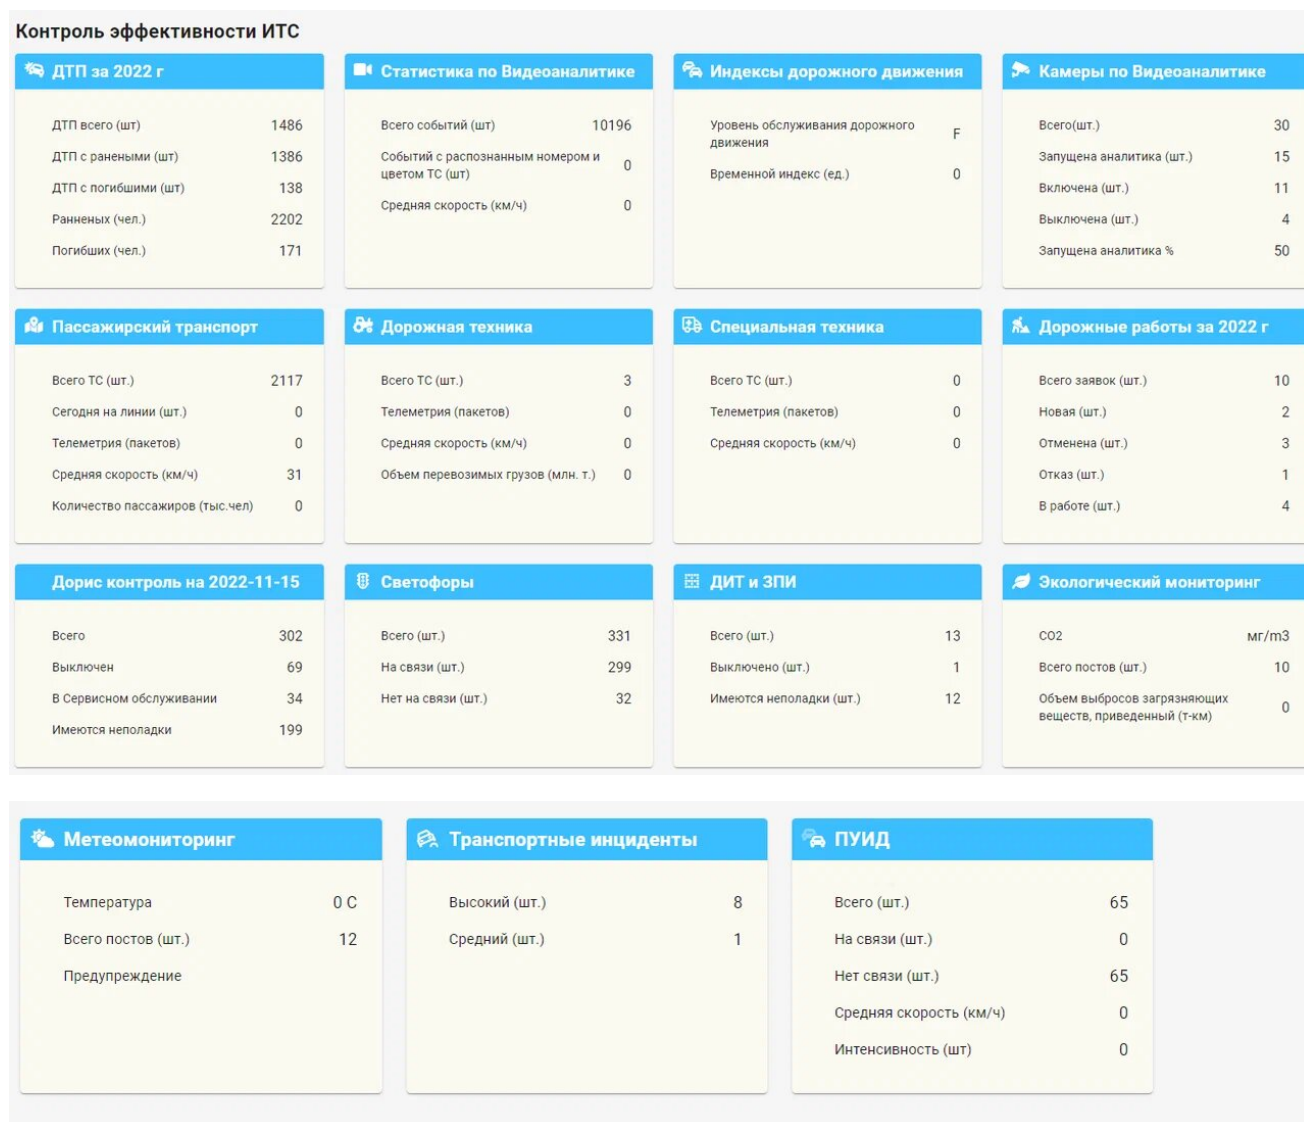 Контроль эффективности ИТС
ДТП за 2022 г
ДТП всего (шт) 1486
ДТП с ранеными (шт) 1386
ДТП с погибшими (шт) 138
Ранненых (чел.) 2202
Погибших (чел.) 171
Статистика по Видеоаналитике
Всего событий (шт) 10196
Событий с распознанным номером и
цветом ТС (шт) 0
Средняя скорость (км/ч) 0
Индексы дорожного движения
Уровень обслуживания дорожного
движения F
Временной индекс (ед.) 0
Камеры по Видеоаналитике
Всего(шт.) 30
Запущена аналитика (шт.) 15
Включена (шт.) 11
Выключена (шт.) 4
Запущена аналитика % 50
Пассажирский транспорт
Всего ТС (шт.) 2117
Сегодня на линии (шт.) 0
Телеметрия (пакетов) 0
Средняя скорость (км/ч) 31
Количество пассажиров (тыс.чел) 0
Дорожная техника
Всего ТС (шт.) 3
Телеметрия (пакетов) 0
Средняя скорость (км/ч) 0
Объем перевозимых грузов (млн. т.) 0
Специальная техника
Всего ТС (шт.) 0
Телеметрия (пакетов) 0
Средняя скорость (км/ч) 0
Дорожные работы за 2022 г
Всего заявок (шт.) 10
Новая (шт.) 2
Отменена (шт.) 3
Отказ (шт.) 1
В работе (шт.) 4
Дорис контроль на 2022-11-15
Всего 302
Выключен 69
В Сервисном обслуживании 34
Имеются неполадки 199
Светофоры
Всего (шт.) 331
На связи (шт.) 299
Нет на связи (шт.) 32
ДИТ и ЗПИ
Всего (шт.) 13
Выключено (шт.) 1
Имеются неполадки (шт.) 12
Экологический мониторинг
CO2 мг/m3
Всего постов (шт.) 10
Объем выбросов загрязняющих
веществ, приведенный (т-км) 0
Метеомониторинг
Температура 0 C
Всего постов (шт.) 12
Предупреждение
Транспортные инциденты
Высокий (шт.) 8
Средний (шт.) 1
ПУИД
Всего (шт.) 65
На связи (шт.) 0
Нет связи (шт.) 65
Средняя скорость (км/ч) 0
Интенсивность (шт) 0